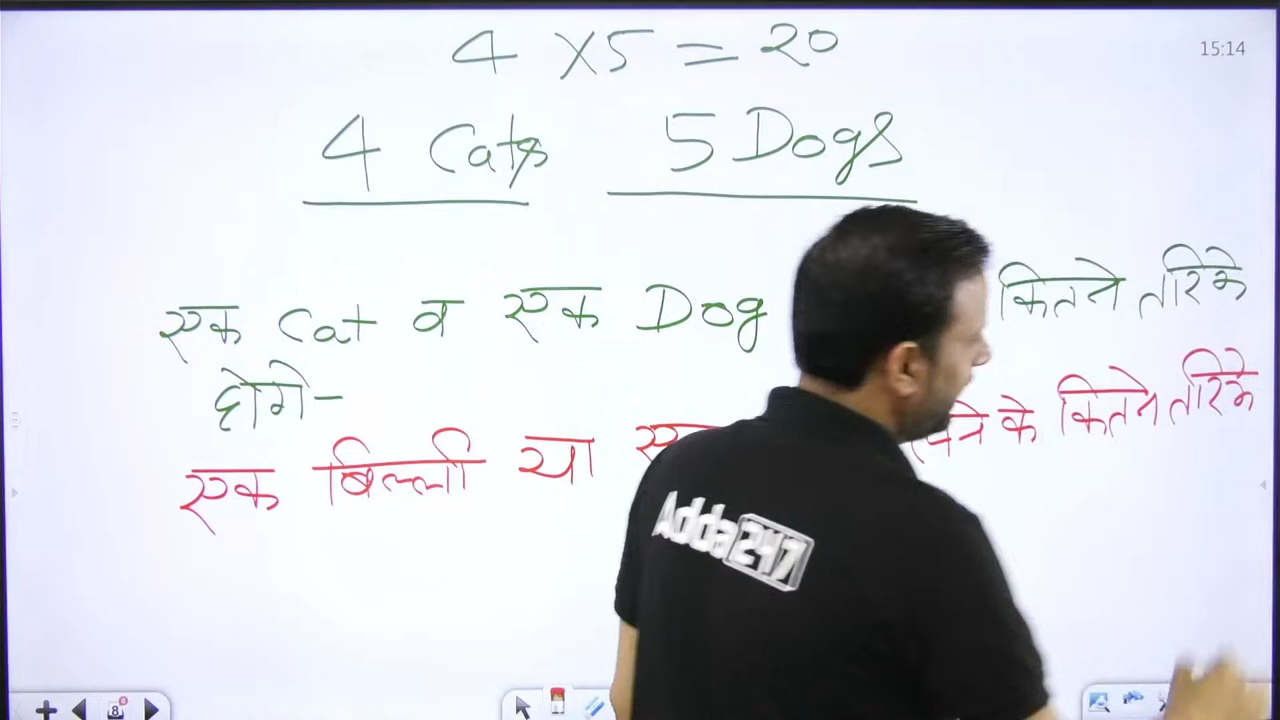 4 × 5 = 20
15:14
4 Cats 5 Dogs
एक Cat व एक Dog कितने तरिके
होगे-
एक बिल्ली या के कितने तरिके
Adda247
8